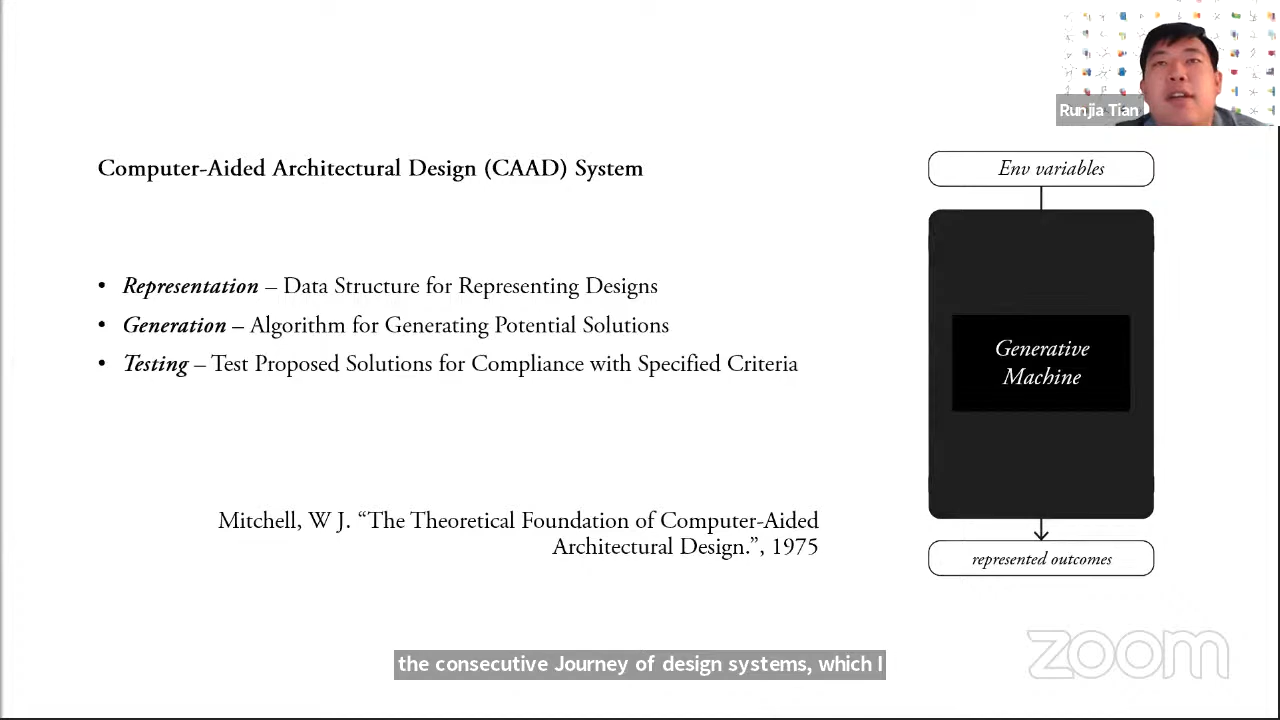 Runjia Tian
Computer-Aided Architectural Design (CAAD) System
• Representation – Data Structure for Representing Designs
• Generation – Algorithm for Generating Potential Solutions
• Testing – Test Proposed Solutions for Compliance with Specified Criteria
Mitchell, W J. “The Theoretical Foundation of Computer-Aided
Architectural Design.”, 1975
Env variables
Generative
Machine
represented outcomes
the consecutive Journey of design systems, which I
zoom